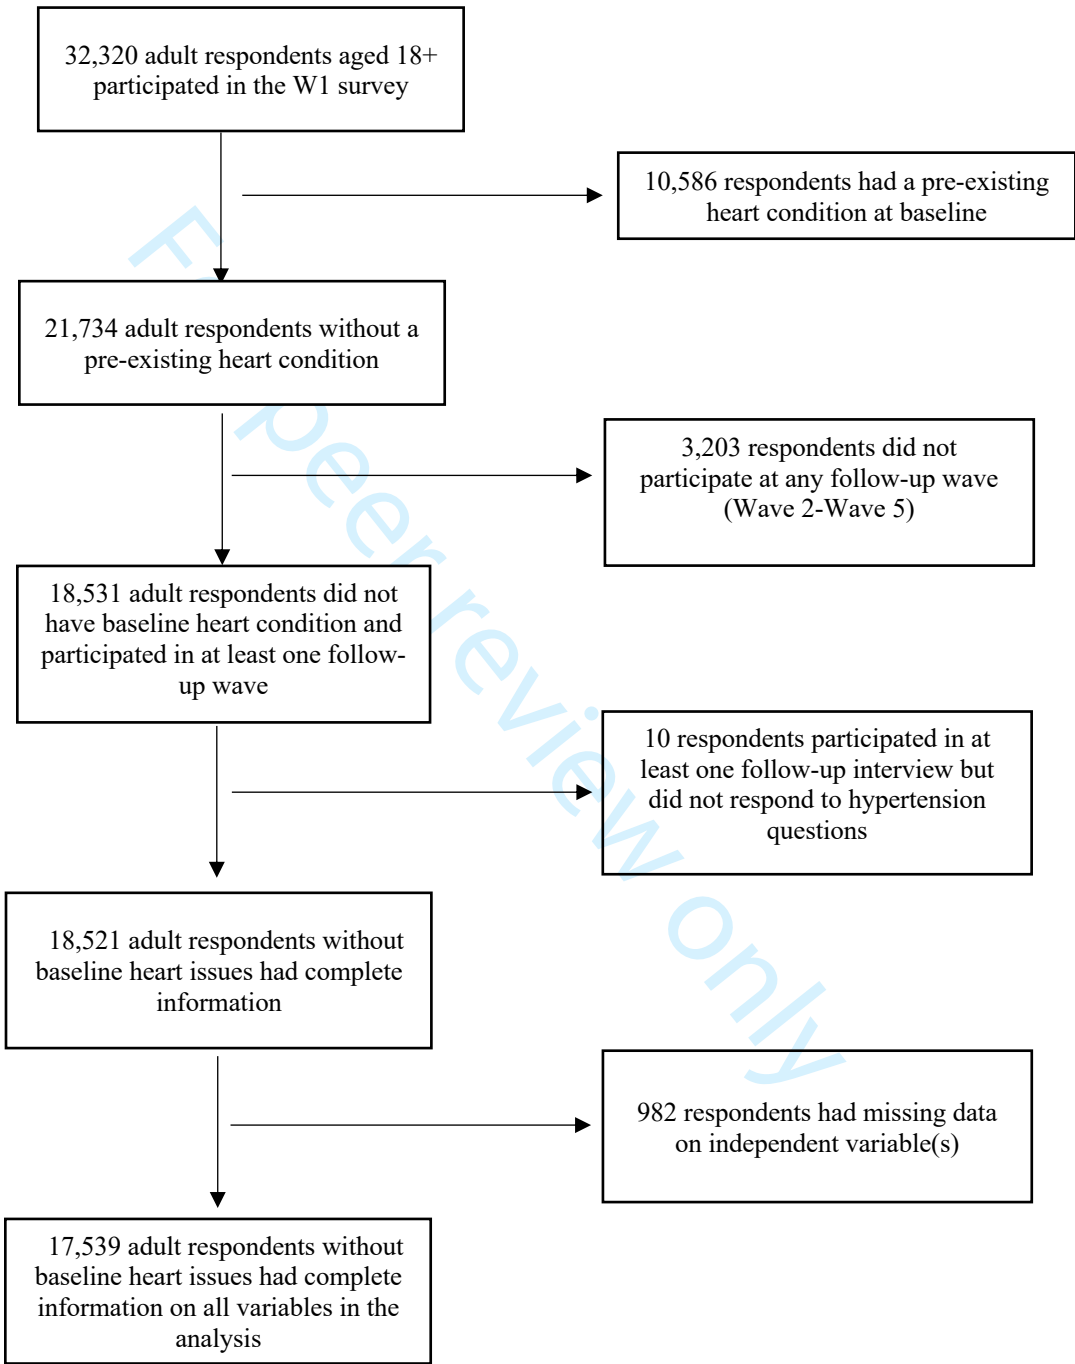 32,320 adult respondents aged 18+
participated in the W1 survey
10,586 respondents had a pre-existing
heart condition at baseline
21,734 adult respondents without a
pre-existing heart condition
3,203 respondents did not
participate at any follow-up wave
(Wave 2-Wave 5)
18,531 adult respondents did not
have baseline heart condition and
participated in at least one follow-
up wave
10 respondents participated in at
least one follow-up interview but
did not respond to hypertension
questions
18,521 adult respondents without
baseline heart issues had complete
information
982 respondents had missing data
on independent variable(s)
17,539 adult respondents without
baseline heart issues had complete
information on all variables in the
analysis
For peer review only